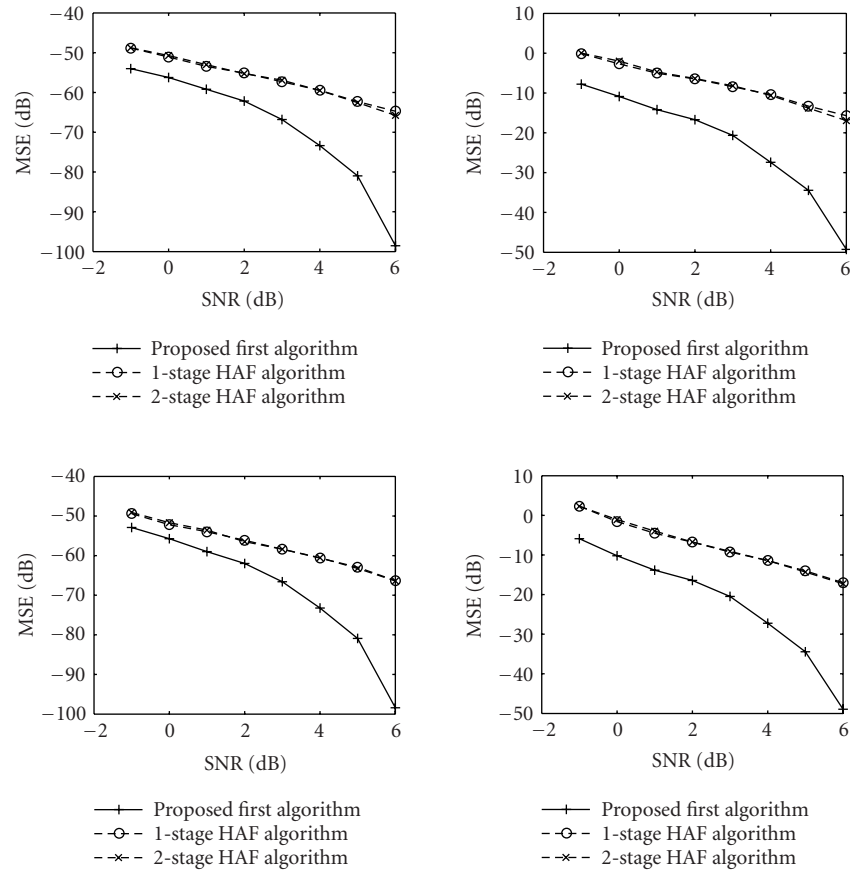 −40
−50
−60
−70
−80
−90
−100
MSE (dB)
−2
0
2
4
6
SNR (dB)
Proposed first algorithm
1-stage HAF algorithm
2-stage HAF algorithm
10
0
−10
−20
−30
−40
−50
MSE (dB)
−2
0
2
4
6
SNR (dB)
Proposed first algorithm
1-stage HAF algorithm
2-stage HAF algorithm
−40
−50
−60
−70
−80
−90
−100
MSE (dB)
−2
0
2
4
6
SNR (dB)
Proposed first algorithm
1-stage HAF algorithm
2-stage HAF algorithm
10
0
−10
−20
−30
−40
−50
MSE (dB)
−2
0
2
4
6
SNR (dB)
Proposed first algorithm
1-stage HAF algorithm
2-stage HAF algorithm